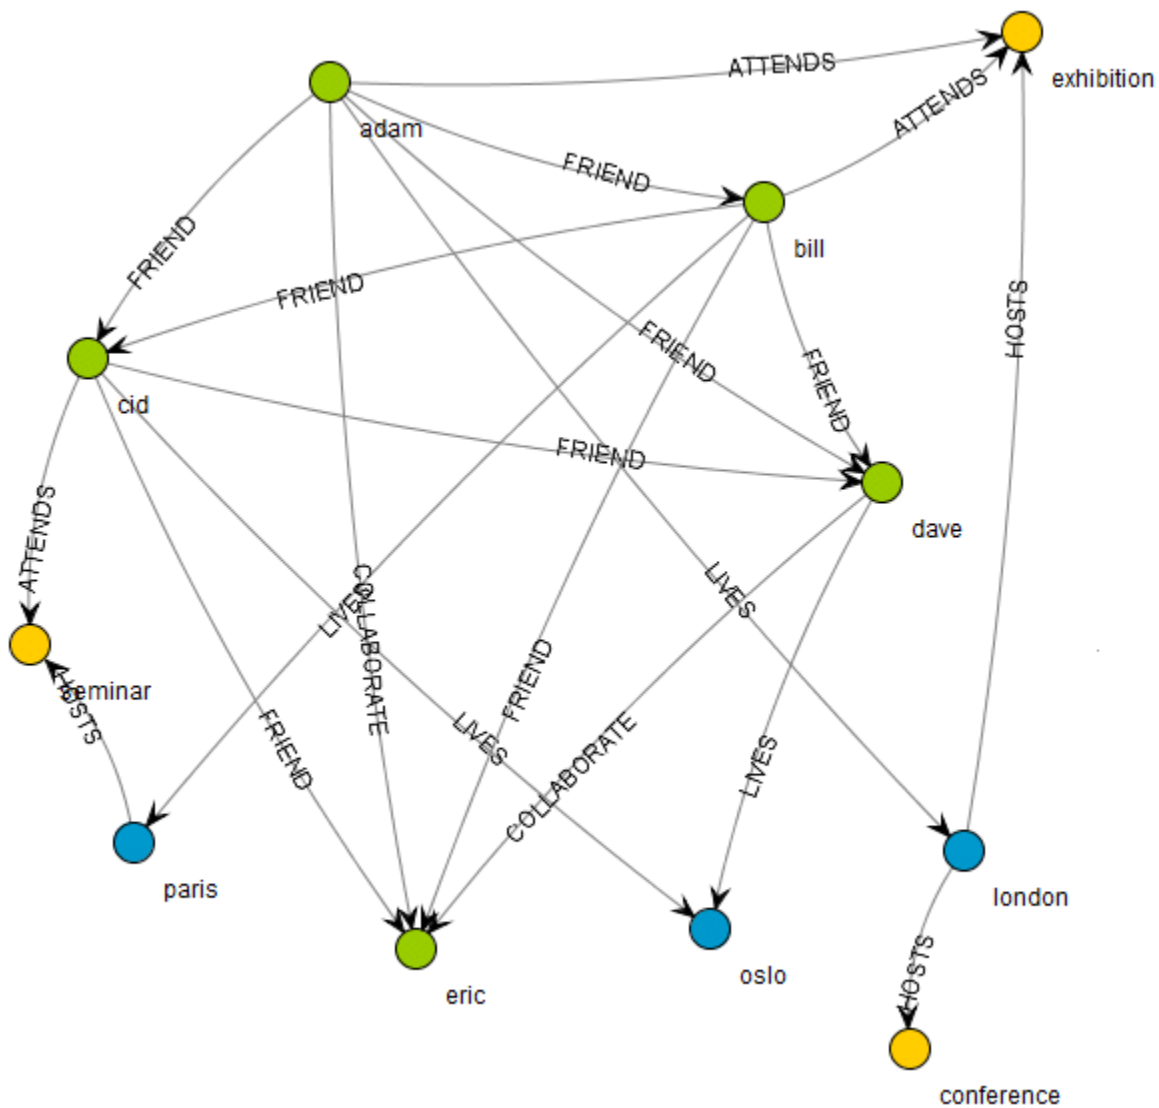 ATTENDS
exhibition
adam
ATTENDS
FRIEND
FRIEND
bill
FRIEND
HOSTS
FRIEND
FRIEND
FRIEND
cid
FRIEND
dave
ATTENDS
LIVES
LIVES
COLLABORATE
FRIEND
seminar
HOSTS
FRIEND
LIVES
COLLABORATE
LIVES
paris
london
HOSTS
oslo
eric
conference